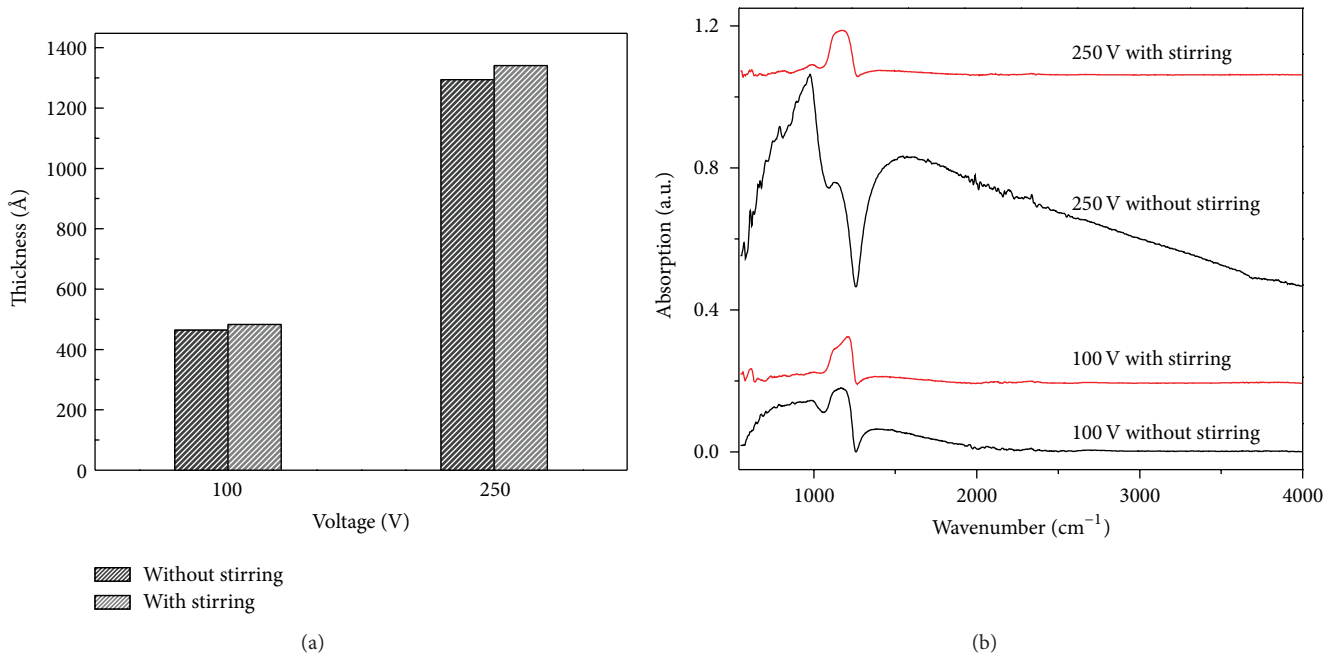 1400
1200
1000
800
600
400
200
0
Thickness (Å)
100
250
Voltage (V)
Without stirring
With stirring
(a)
1.2
0.8
0.4
0.0
Absorption (a.u.)
250 V with stirring
250 V without stirring
100 V with stirring
100 V without stirring
1000
2000
3000
4000
Wavenumber (cm⁻¹)
(b)